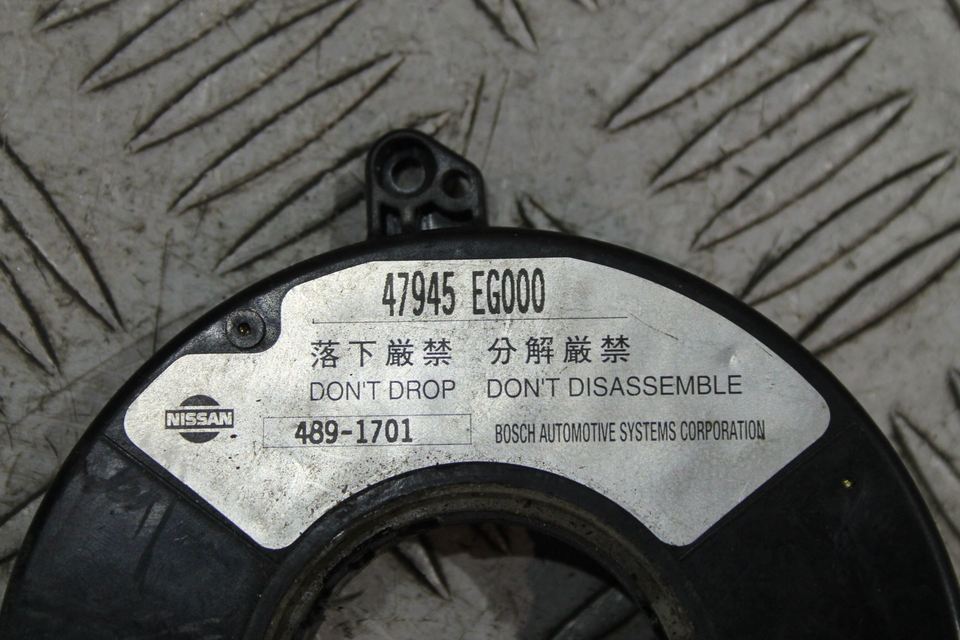 47945 EG000
落下厳禁 分解厳禁
DON'T DROP DON'T DISASSEMBLE
NISSAN
489-1701
BOSCH AUTOMOTIVE SYSTEMS CORPORATION